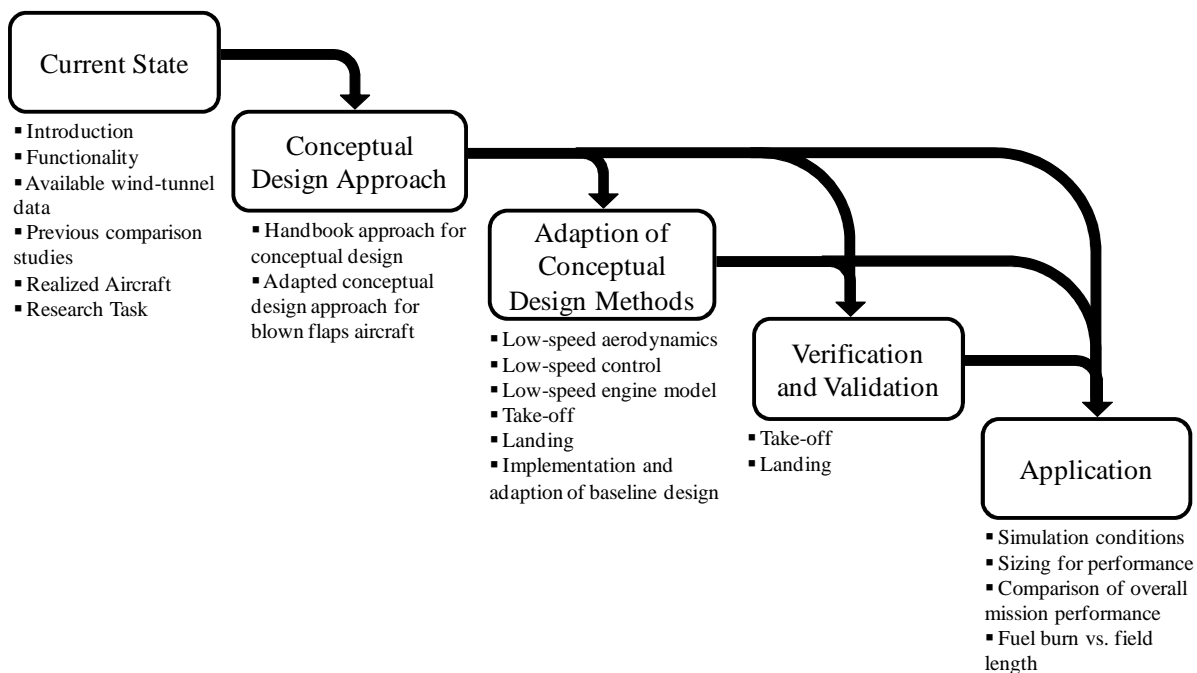 Current State
▪ Introduction
▪ Functionality
▪ Available wind-tunnel
data
▪ Previous comparison
studies
▪ Realized Aircraft
▪ Research Task
Conceptual
Design Approach
▪ Handbook approach for
conceptual design
▪ Adapted conceptual
design approach for
blown flaps aircraft
Adaption of
Conceptual
Design Methods
▪ Low-speed aerodynamics
▪ Low-speed control
▪ Low-speed engine model
▪ Take-off
▪ Landing
▪ Implementation and
adaption of baseline design
Verification
and Validation
▪ Take-off
▪ Landing
Application
▪ Simulation conditions
▪ Sizing for performance
▪ Comparison of overall
mission performance
▪ Fuel burn vs. field
length